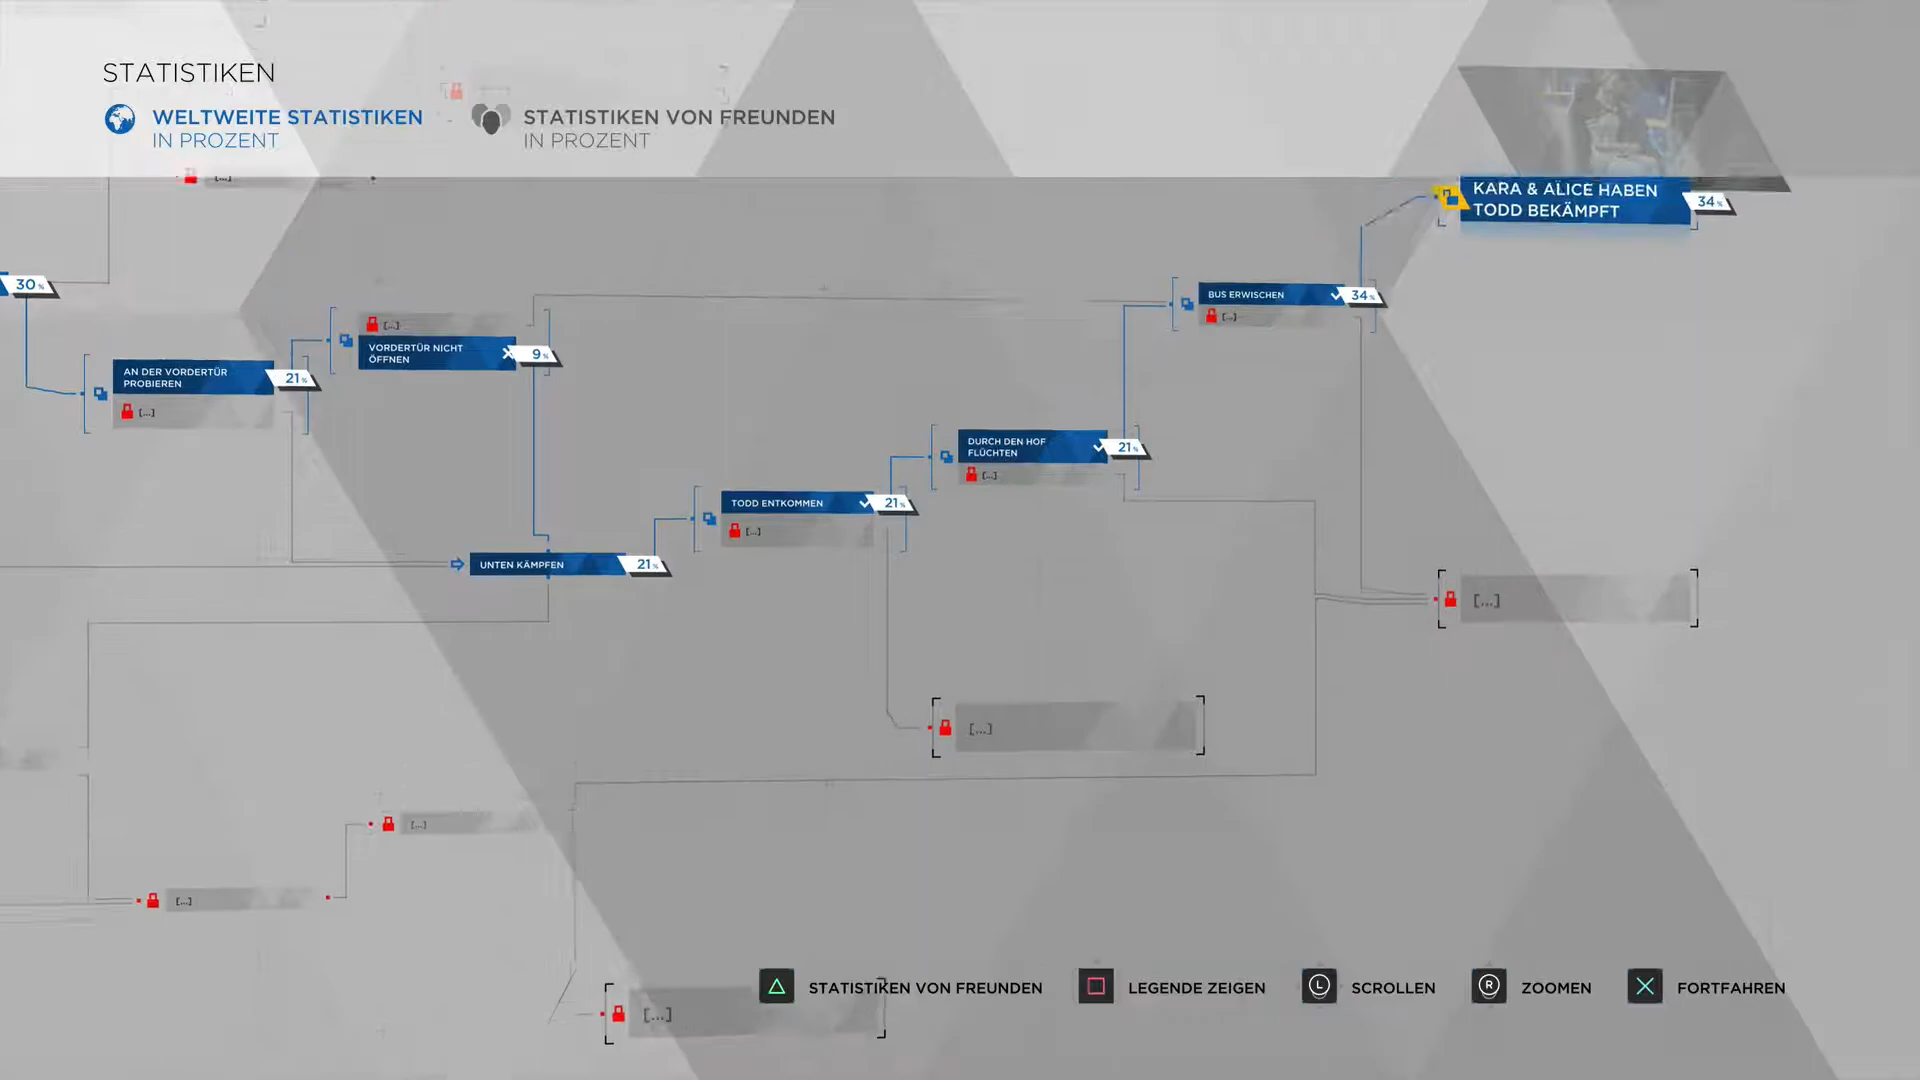 STATISTIKEN
WELTWEITE STATISTIKEN
IN PROZENT
STATISTIKEN VON FREUNDEN
IN PROZENT
[...]
KARA & ALICE HABEN
TODD BEKÄMPFT
34%
30%
BUS ERWISCHEN
34%
[...]
[...]
VORDERTÜR NICHT
ÖFFNEN
9%
AN DER VORDERTÜR
PROBIEREN
21%
[...]
DURCH DEN HOF
FLÜCHTEN
21%
[...]
TODD ENTKOMMEN
21%
[...]
UNTEN KÄMPFEN
21%
[...]
[...]
[...]
[...]
[...]
STATISTIKEN VON FREUNDEN
LEGENDE ZEIGEN
L
SCROLLEN
R
ZOOMEN
FORTFAHREN